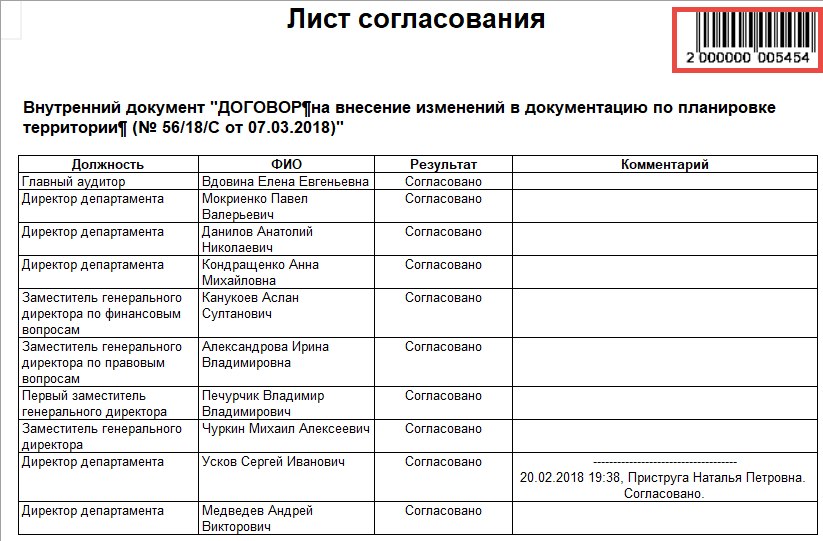 Лист согласования
2 000000 005454
Внутренний документ "ДОГОВОР¶на внесение изменений в документацию по планировке
территории¶ (№ 56/18/С от 07.03.2018)"
Должность ФИО Результат Комментарий
Главный аудитор Вдовина Елена Евгеньевна Согласовано
Директор департамента Мокриенко Павел Согласовано
Валерьевич
Директор департамента Данилов Анатолий Согласовано
Николаевич
Директор департамента Кондращенко Анна Согласовано
Михайловна
Заместитель генерального Канукоев Аслан Согласовано
директора по финансовым Султанович
вопросам
Заместитель генерального Александрова Ирина Согласовано
директора по правовым Владимировна
вопросам
Первый заместитель Печурчик Владимир Согласовано
генерального директора Владимирович
Заместитель генерального Чуркин Михаил Алексеевич Согласовано
директора
Директор департамента Усков Сергей Иванович Согласовано ------------------------------------
20.02.2018 19:38, Приструга Наталья Петровна.
Согласовано.
Директор департамента Медведев Андрей Согласовано
Викторович